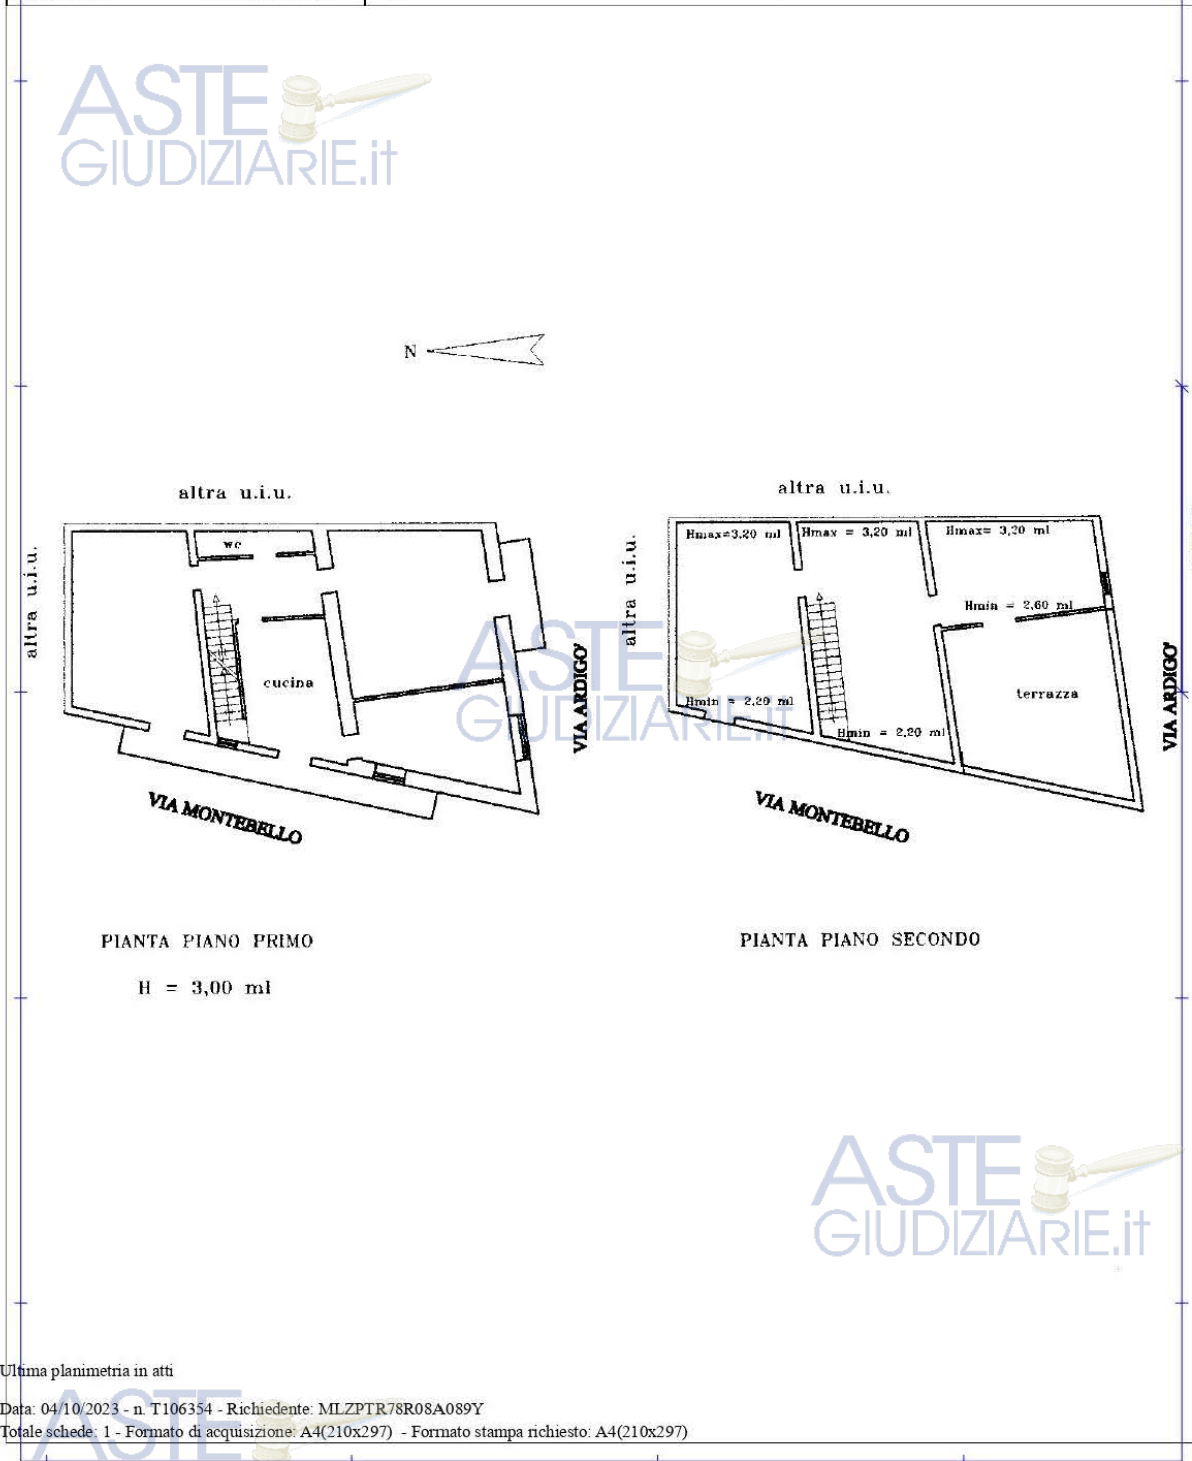 ASTE
GIUDIZIARIE.it
N
altra u.i.u.
altra u.i.u.
wc
cucina
VIA ARDIGO'
VIA MONTEBELLO
PIANTA PIANO PRIMO
H = 3,00 ml
altra u.i.u.
altra u.i.u.
Hmax=3,20 ml
Hmax = 3,20 ml
Hmax= 3,20 ml
Hmin = 2,60 ml
Hmin = 2,20 ml
Hmin = 2,20 ml
terrazza
VIA ARDIGO'
VIA MONTEBELLO
PIANTA PIANO SECONDO
ASTE
GIUDIZIARIE.it
ASTE
GIUDIZIARIE.it
Ultima planimetria in atti
Data: 04/10/2023 - n. T106354 - Richiedente: MLZPTR78R08A089Y
Totale schede: 1 - Formato di acquisizione: A4(210x297) - Formato stampa richiesto: A4(210x297)
ASTE